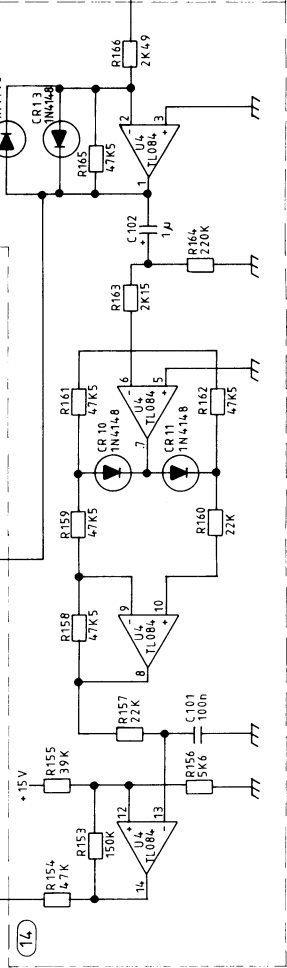 R166
2K49
CR13
1N4148
R165
47K5
2
3
-
+
U4
TL084
1
C102
+
1µ
R164
220K
R163
2K15
R161
47K5
6
5
-
+
U4
TL084
7
R162
47K5
CR10
1N4148
CR11
1N4148
R159
47K5
R160
22K
R158
47K5
9
10
-
+
U4
TL084
8
R157
22K
C101
100n
+15V
R155
39K
R156
5K6
12
13
+
-
U4
TL084
14
R153
150K
R154
47K
14